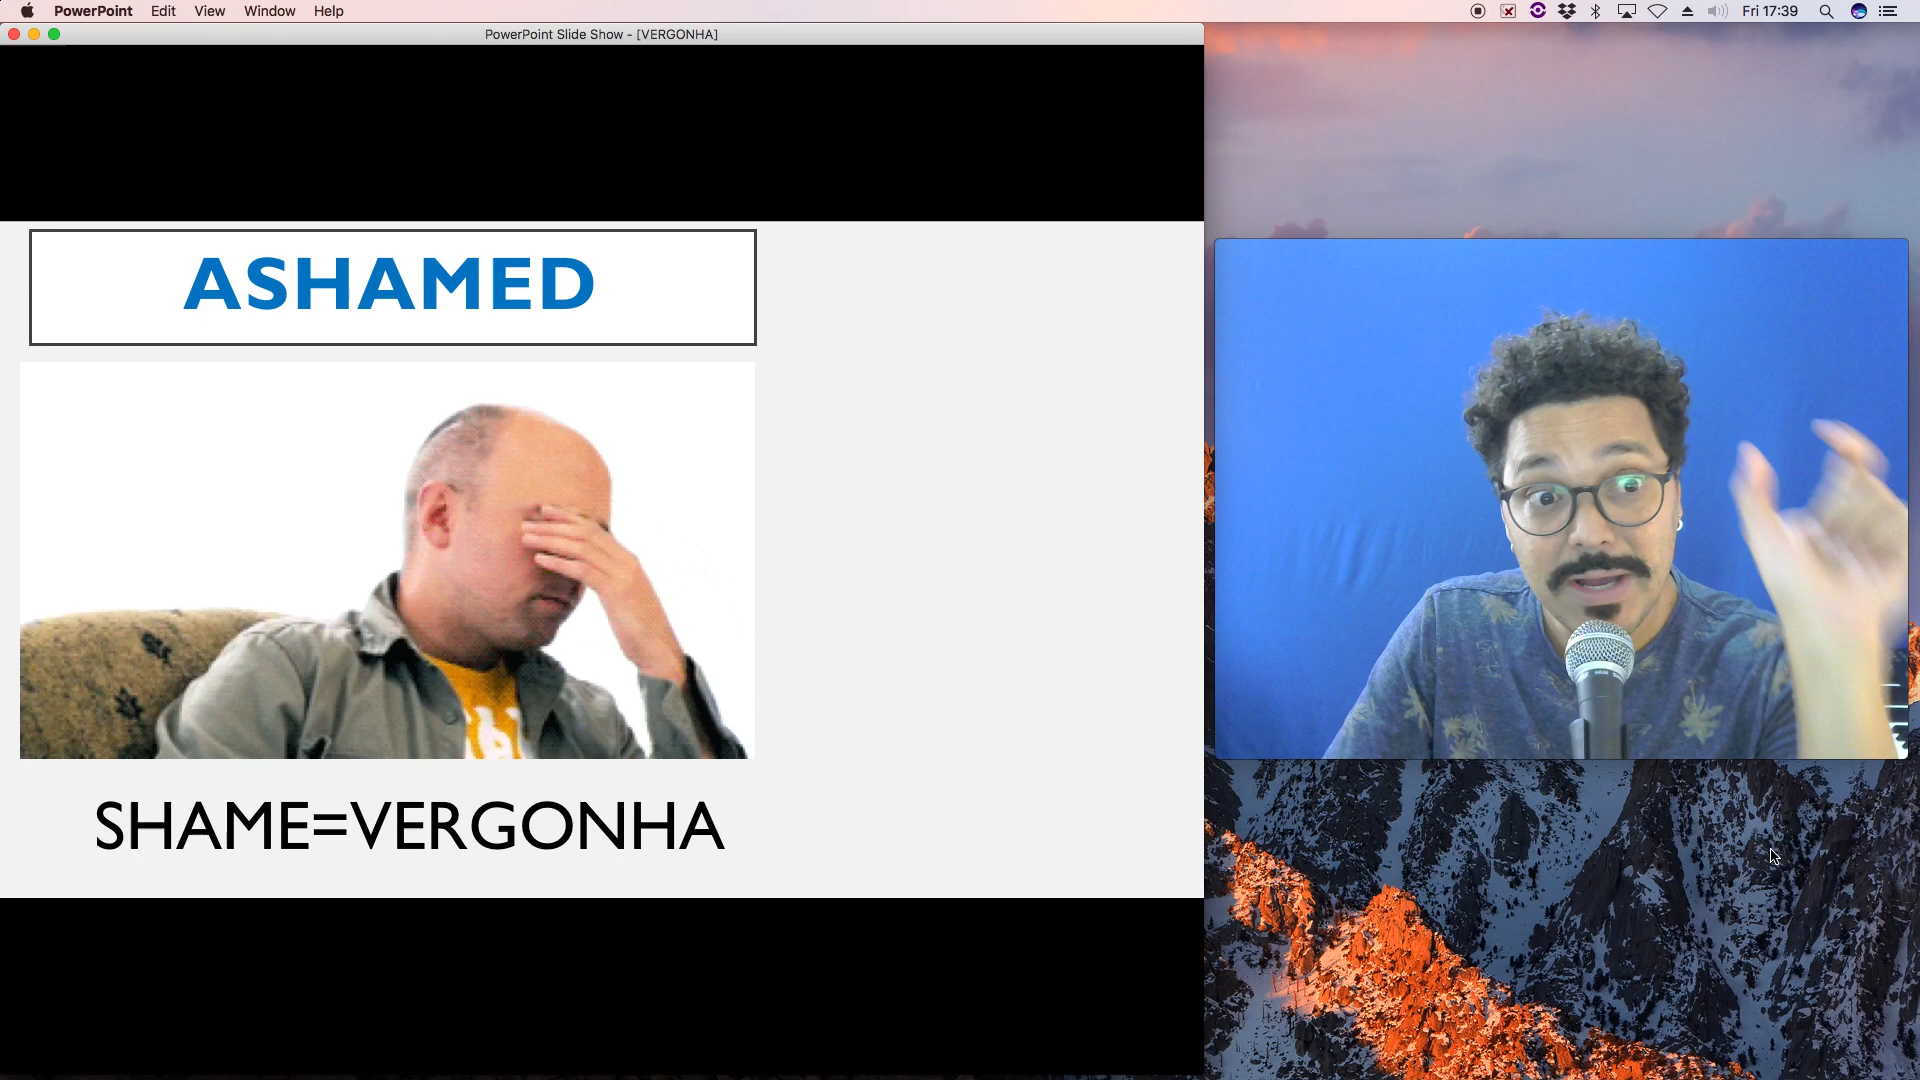 PowerPoint Edit View Window Help Fri 17:39
PowerPoint Slide Show - [VERGONHA]
ASHAMED
SHAME=VERGONHA